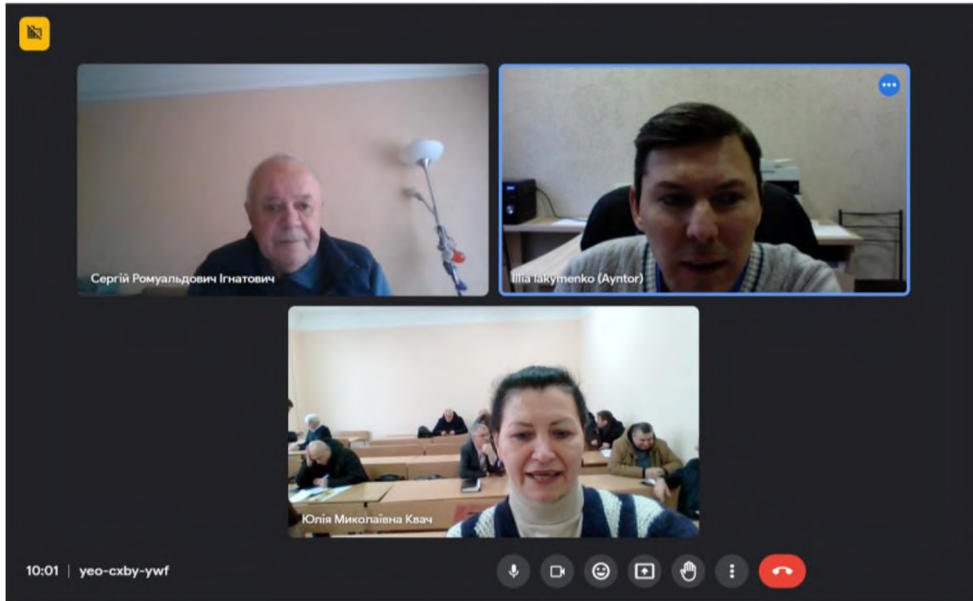 Сергій Ромуальдович Ігнатович
Illia Iakymenko (Ayntor)
Юлія Миколаївна Квач
10:01 | yeo-cxby-ywf